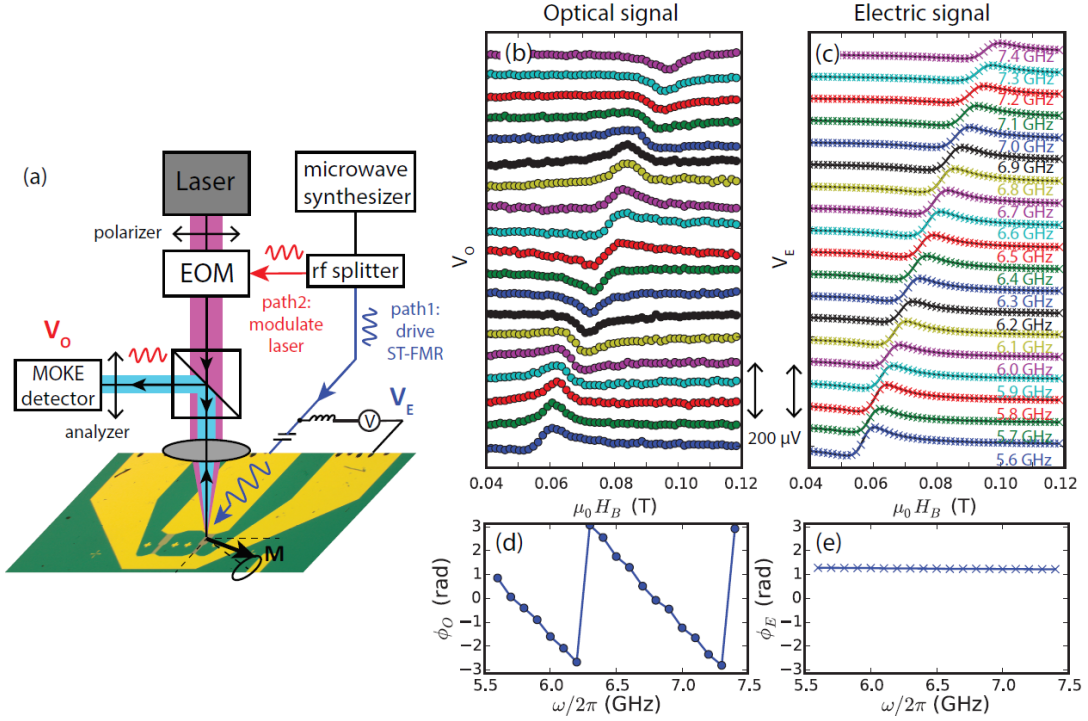 Optical signal
Electric signal
(a)
Laser
polarizer
EOM
microwave
synthesizer
rf splitter
path2:
modulate
laser
path1:
drive
ST-FMR
V_O
MOKE
detector
analyzer
V_E
V
M
(b)
V_O
0.04 0.06 0.08 0.10 0.12
μ₀H_B (T)
200 μV
(c)
V_E
7.4 GHz
7.3 GHz
7.2 GHz
7.1 GHz
7.0 GHz
6.9 GHz
6.8 GHz
6.7 GHz
6.6 GHz
6.5 GHz
6.4 GHz
6.3 GHz
6.2 GHz
6.1 GHz
6.0 GHz
5.9 GHz
5.8 GHz
5.7 GHz
5.6 GHz
0.04 0.06 0.08 0.10 0.12
μ₀H_B (T)
(d)
ϕ_O (rad)
3
2
1
0
−1
−2
−3
5.5 6.0 6.5 7.0 7.5
ω/2π (GHz)
(e)
ϕ_E (rad)
3
2
1
0
−1
−2
−3
5.5 6.0 6.5 7.0 7.5
ω/2π (GHz)